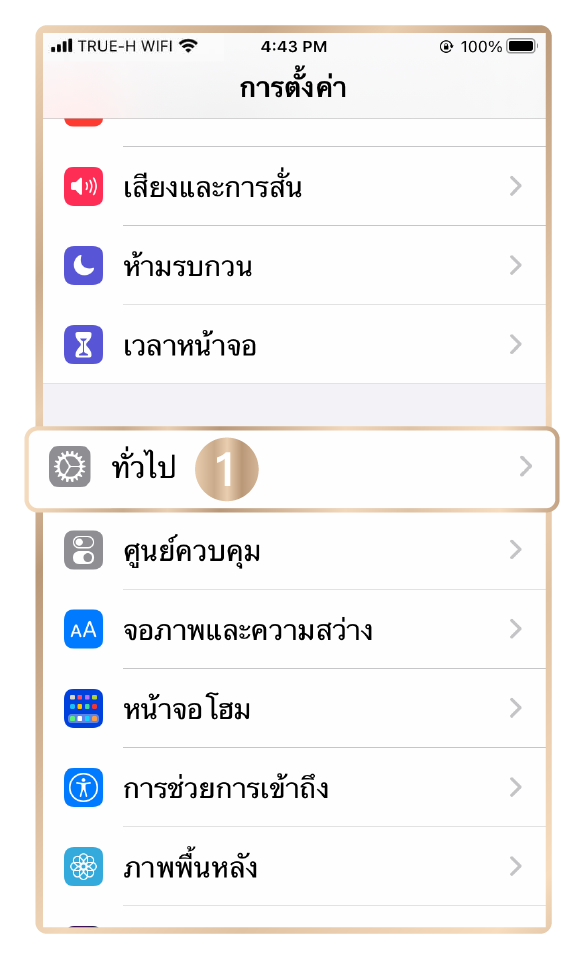 TRUE-H WIFI 4:43 PM 100%
การตั้งค่า
เสียงและการสั่น
ห้ามรบกวน
เวลาหน้าจอ
ทั่วไป 1
ศูนย์ควบคุม
AA จอภาพและความสว่าง
หน้าจอโฮม
การช่วยการเข้าถึง
ภาพพื้นหลัง